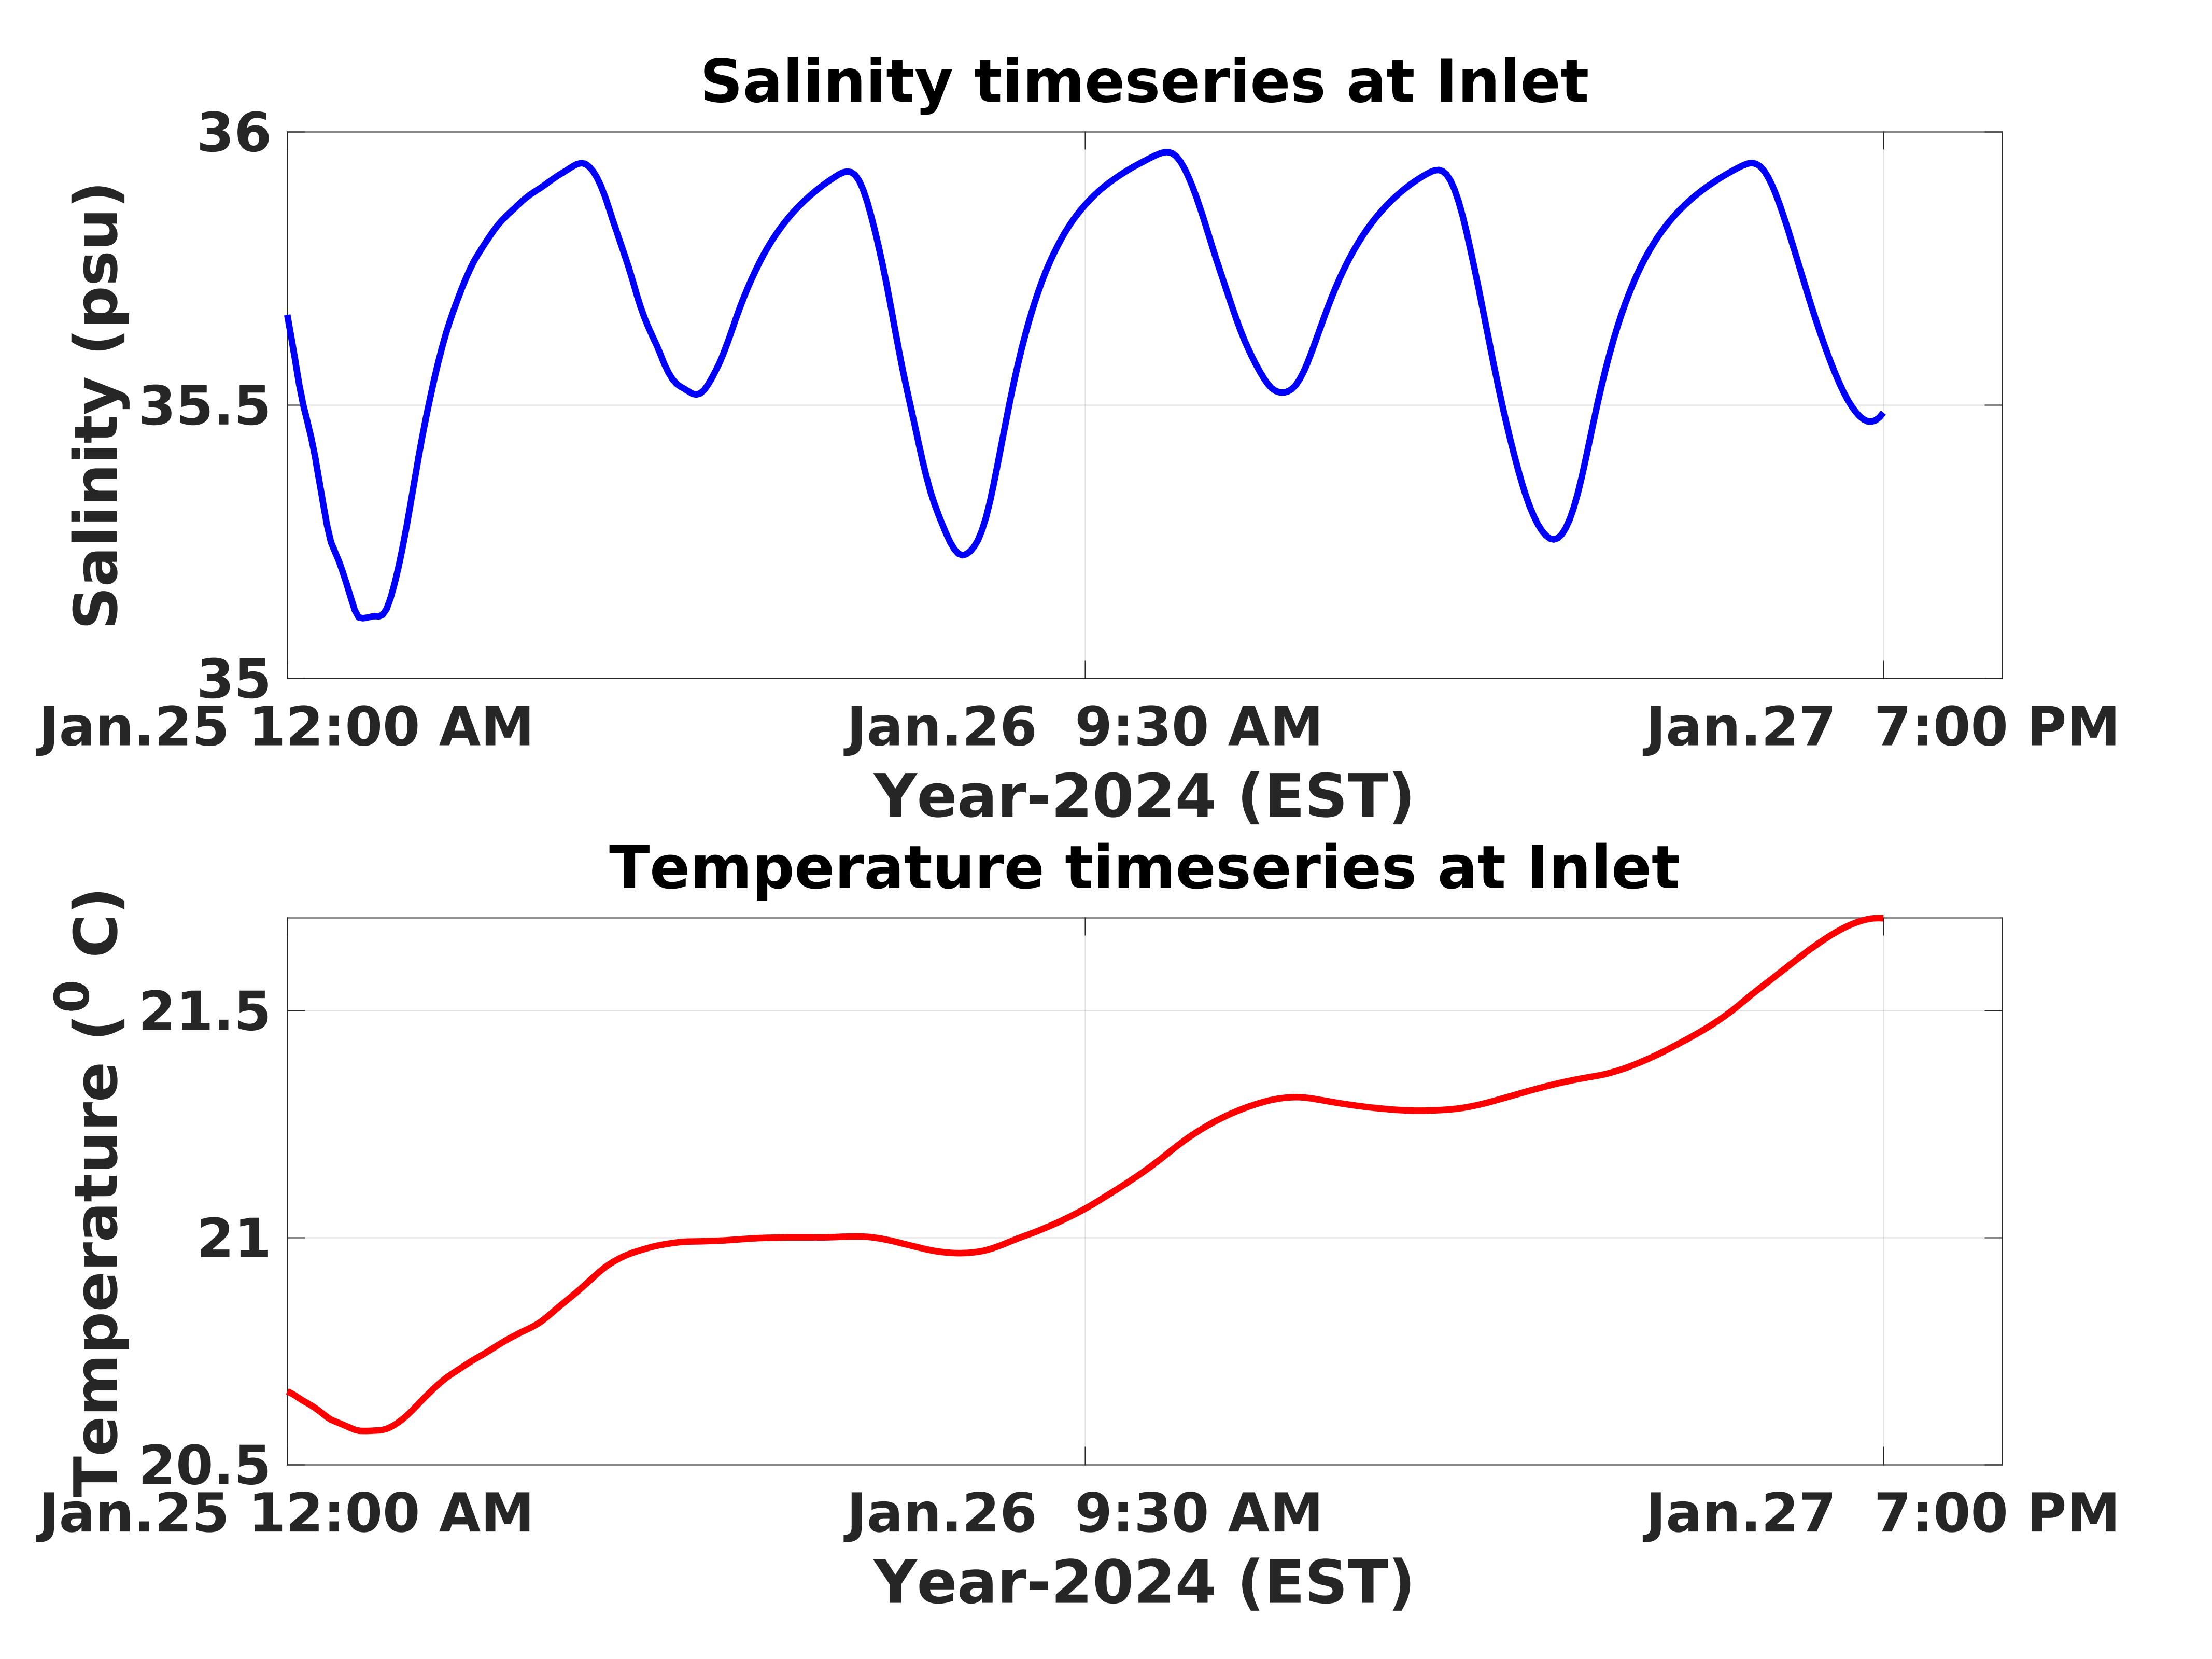 Salinity timeseries at Inlet
Salinity (psu)
36
35.5
35
Jan.25 12:00 AM
Jan.26  9:30 AM
Jan.27  7:00 PM
Year-2024 (EST)
Temperature timeseries at Inlet
Temperature (⁰ C)
21.5
21
20.5
Jan.25 12:00 AM
Jan.26  9:30 AM
Jan.27  7:00 PM
Year-2024 (EST)